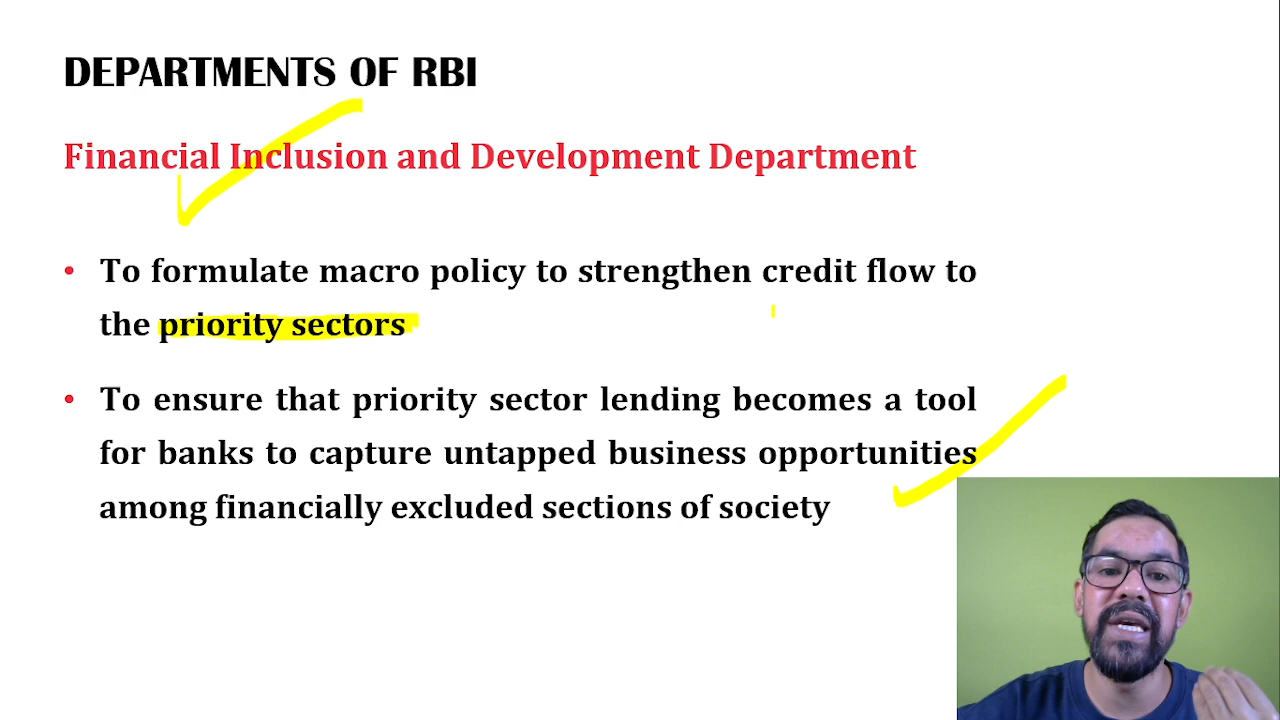 DEPARTMENTS OF RBI
Financial Inclusion and Development Department
• To formulate macro policy to strengthen credit flow to
the priority sectors
• To ensure that priority sector lending becomes a tool
for banks to capture untapped business opportunities
among financially excluded sections of society